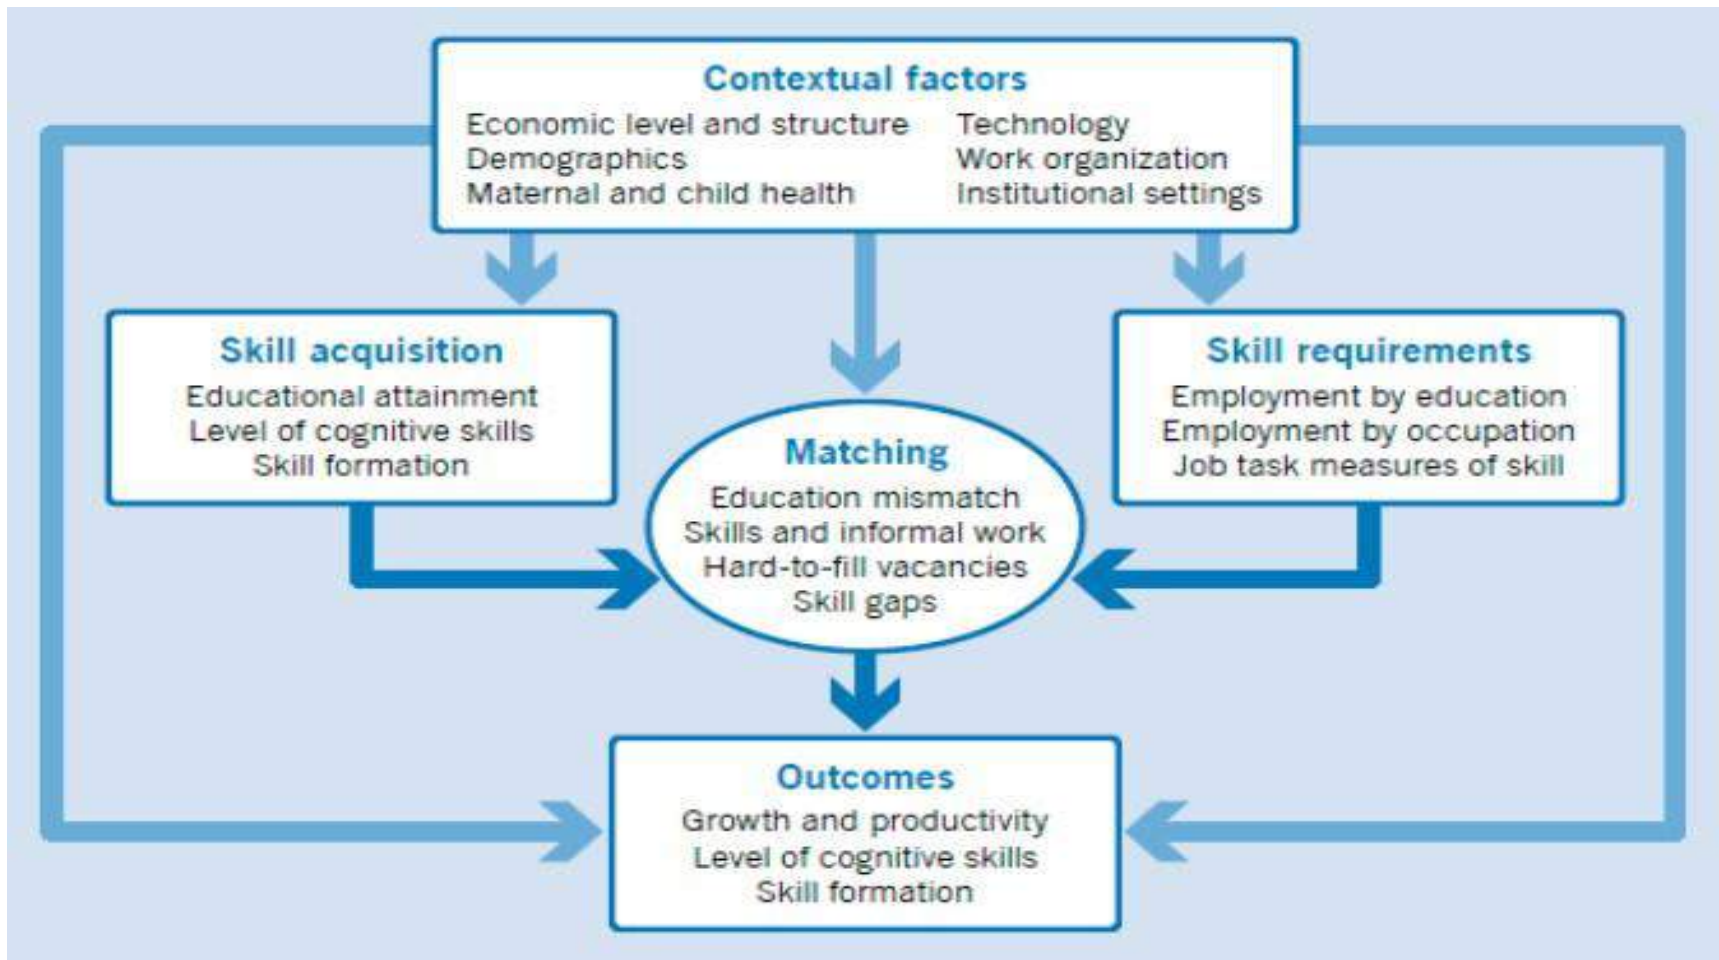 Contextual factors
Economic level and structure
Demographics
Maternal and child health
Technology
Work organization
Institutional settings
Skill acquisition
Educational attainment
Level of cognitive skills
Skill formation
Skill requirements
Employment by education
Employment by occupation
Job task measures of skill
Matching
Education mismatch
Skills and informal work
Hard-to-fill vacancies
Skill gaps
Outcomes
Growth and productivity
Level of cognitive skills
Skill formation